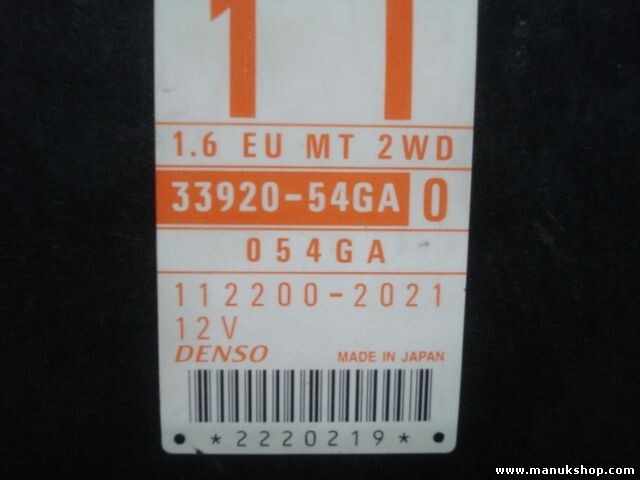 1.6 EU MT 2WD
33920-54GA 0
054GA
112200-2021
12V
DENSO MADE IN JAPAN
*2220219*
www.manukshop.com